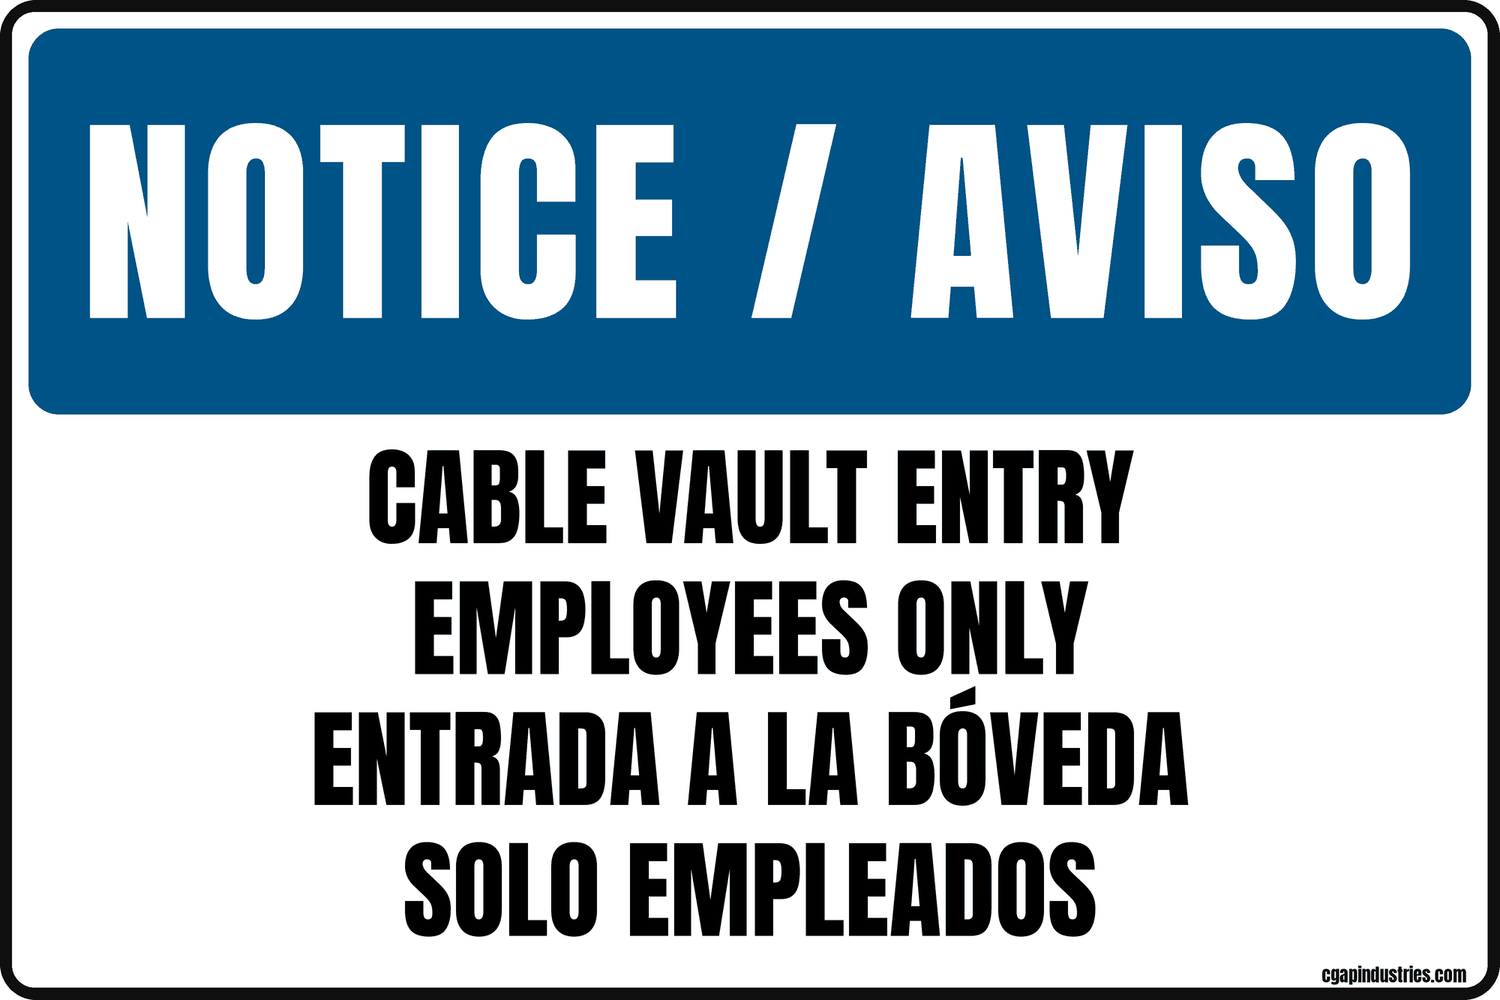 NOTICE / AVISO
CABLE VAULT ENTRY
EMPLOYEES ONLY
ENTRADA A LA BÓVEDA
SOLO EMPLEADOS
cgapindustries.com